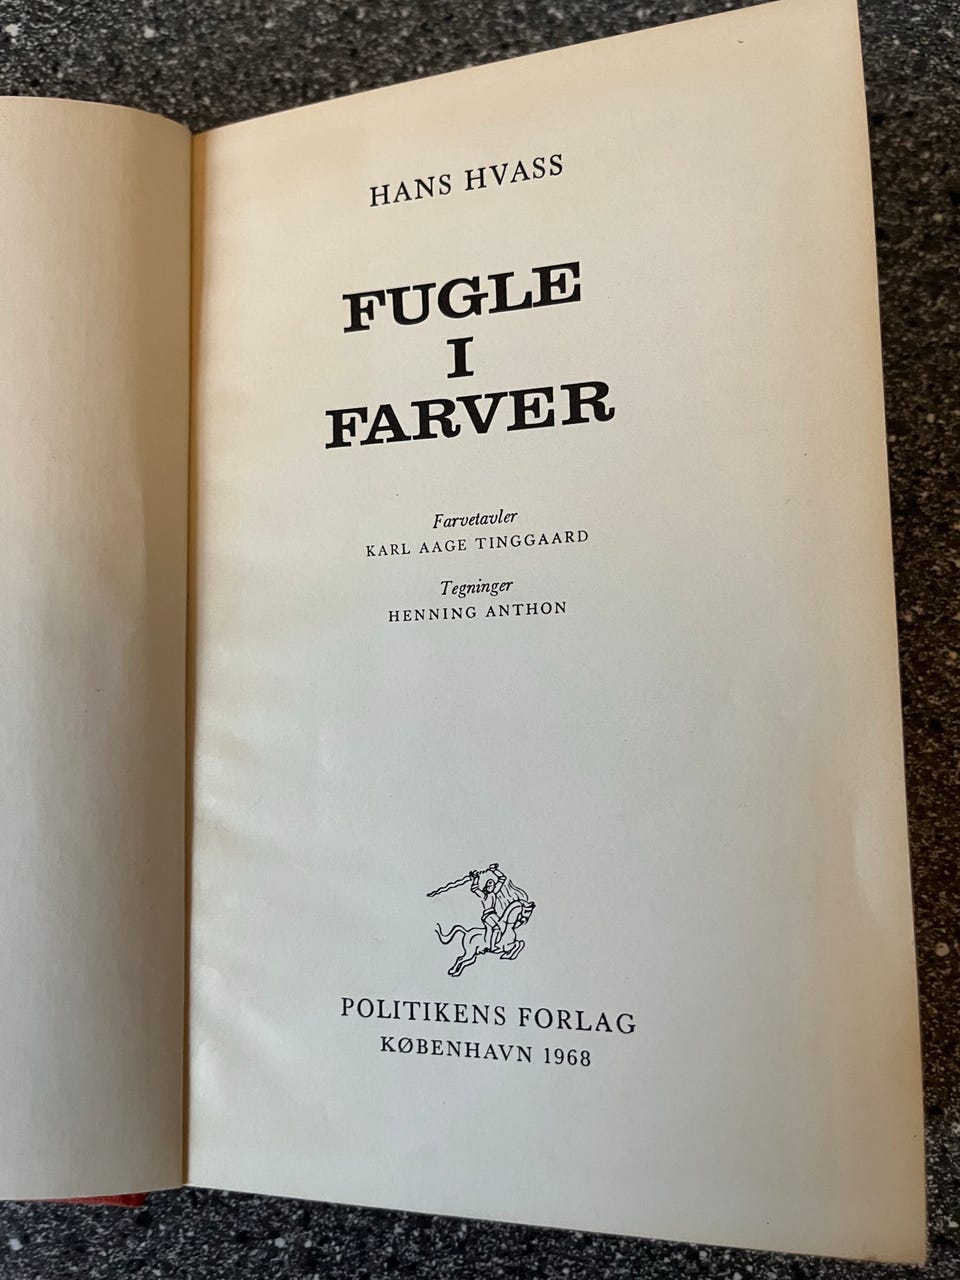 HANS HVASS
FUGLE
I
FARVER
Farvetavler
KARL AAGE TINGGAARD
Tegninger
HENNING ANTHON
POLITIKENS FORLAG
KØBENHAVN 1968